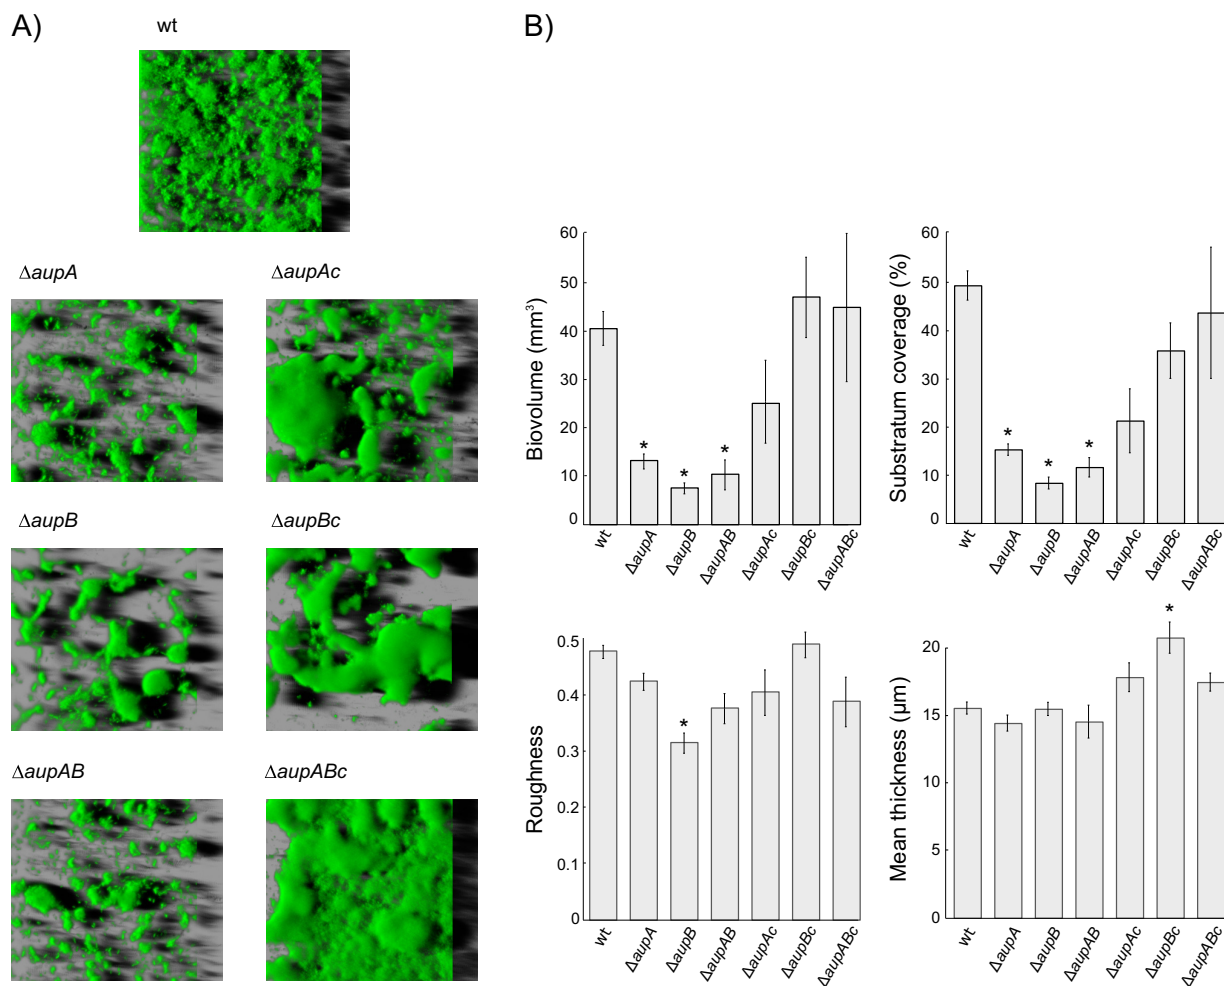 A)
wt
ΔaupA
ΔaupAc
ΔaupB
ΔaupBc
ΔaupAB
ΔaupABc
B)
Biovolume (mm³)
60
50
40
30
20
10
0
*
*
*
wt
ΔaupA
ΔaupB
ΔaupAB
ΔaupAc
ΔaupBc
ΔaupABc
Substratum coverage (%)
60
50
40
30
20
10
0
*
*
*
wt
ΔaupA
ΔaupB
ΔaupAB
ΔaupAc
ΔaupBc
ΔaupABc
Roughness
0.5
0.4
0.3
0.2
0.1
0
*
wt
ΔaupA
ΔaupB
ΔaupAB
ΔaupAc
ΔaupBc
ΔaupABc
Mean thickness (µm)
20
15
10
5
0
*
wt
ΔaupA
ΔaupB
ΔaupAB
ΔaupAc
ΔaupBc
ΔaupABc